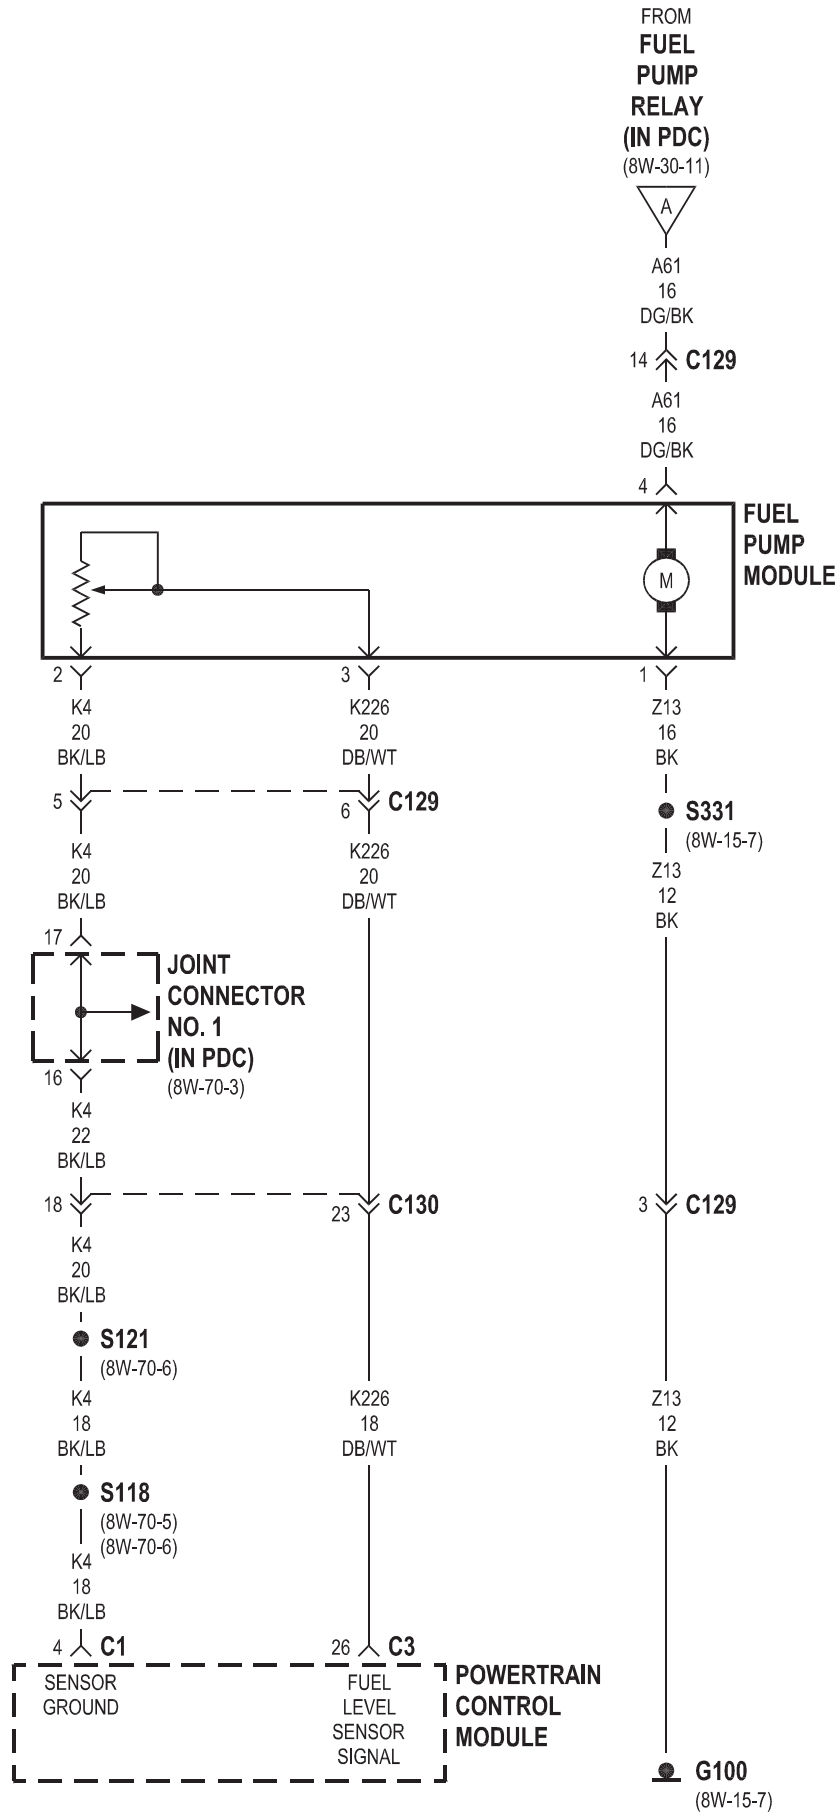 FROM
FUEL
PUMP
RELAY
(IN PDC)
(8W-30-11)
A
A61
16
DG/BK
14 C129
A61
16
DG/BK
4
FUEL
PUMP
MODULE
M
2 3 1
K4 K226 Z13
20 20 16
BK/LB DB/WT BK
5 6 C129
S331
(8W-15-7)
K4 K226 Z13
20 20 12
BK/LB DB/WT BK
17
JOINT
CONNECTOR
NO. 1
(IN PDC)
(8W-70-3)
16
K4
22
BK/LB
18 23 C130 3 C129
K4
20
BK/LB
S121
(8W-70-6)
K4 K226 Z13
18 18 12
BK/LB DB/WT BK
S118
(8W-70-5)
(8W-70-6)
K4
18
BK/LB
4 C1 26 C3
SENSOR
GROUND
FUEL
LEVEL
SENSOR
SIGNAL
POWERTRAIN
CONTROL
MODULE
G100
(8W-15-7)